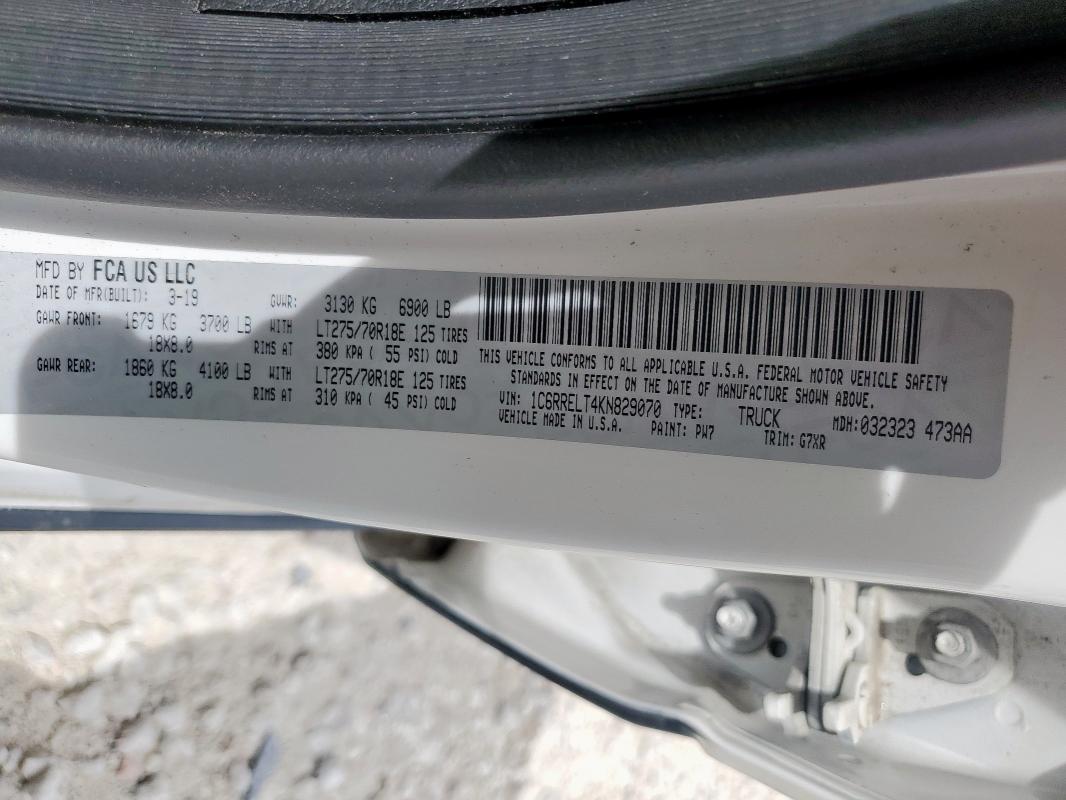 MFD BY FCA US LLC
DATE OF MFR(BUILT): 3-19 GVWR: 3130 KG 6900 LB
GAWR FRONT: 1679 KG 3700 LB WITH LT275/70R18E 125 TIRES
18X8.0 RIMS AT 380 KPA ( 55 PSI) COLD
GAWR REAR: 1860 KG 4100 LB WITH LT275/70R18E 125 TIRES
18X8.0 RIMS AT 310 KPA ( 45 PSI) COLD
THIS VEHICLE CONFORMS TO ALL APPLICABLE U.S.A. FEDERAL MOTOR VEHICLE SAFETY
STANDARDS IN EFFECT ON THE DATE OF MANUFACTURE SHOWN ABOVE.
VIN: 1C6RRELT4KN829070 TYPE: TRUCK MDH:032323 473AA
VEHICLE MADE IN U.S.A. PAINT: PW7 TRIM: G7XR